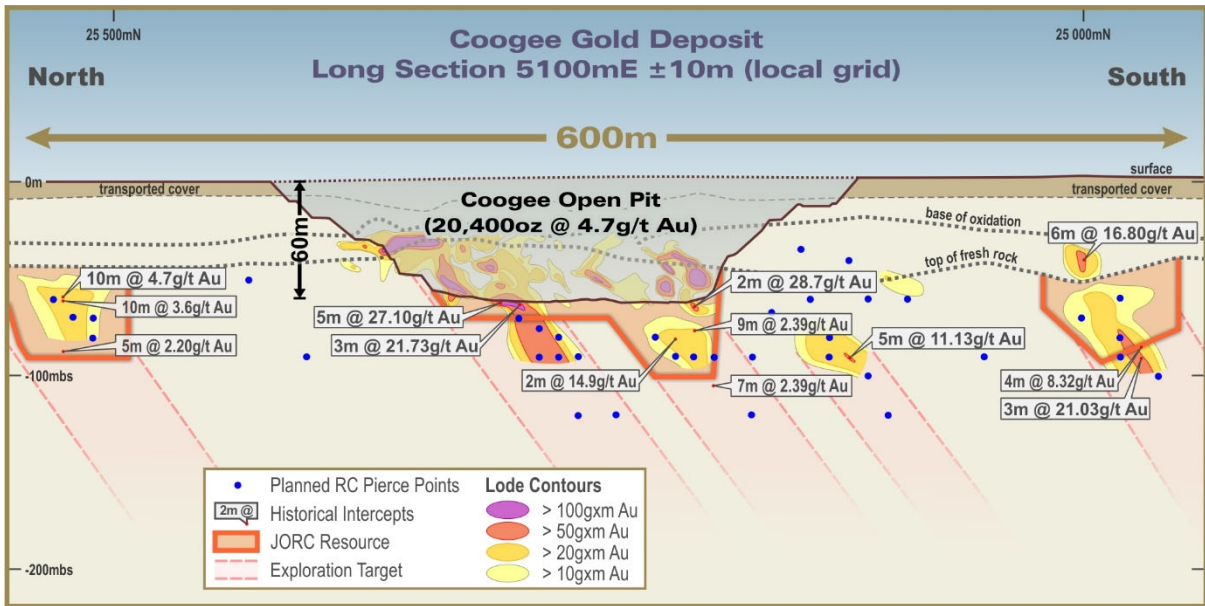 25 500mN
25 000mN
Coogee Gold Deposit
Long Section 5100mE ±10m (local grid)
North
South
600m
surface
0m
transported cover
transported cover
Coogee Open Pit
(20,400oz @ 4.7g/t Au)
60m
base of oxidation
top of fresh rock
6m @ 16.80g/t Au
10m @ 4.7g/t Au
10m @ 3.6g/t Au
5m @ 2.20g/t Au
2m @ 28.7g/t Au
5m @ 27.10g/t Au
3m @ 21.73g/t Au
9m @ 2.39g/t Au
5m @ 11.13g/t Au
2m @ 14.9g/t Au
7m @ 2.39g/t Au
4m @ 8.32g/t Au
3m @ 21.03g/t Au
-100mbs
-200mbs
Planned RC Pierce Points
2m @
Historical Intercepts
JORC Resource
Exploration Target
Lode Contours
> 100gxm Au
> 50gxm Au
> 20gxm Au
> 10gxm Au